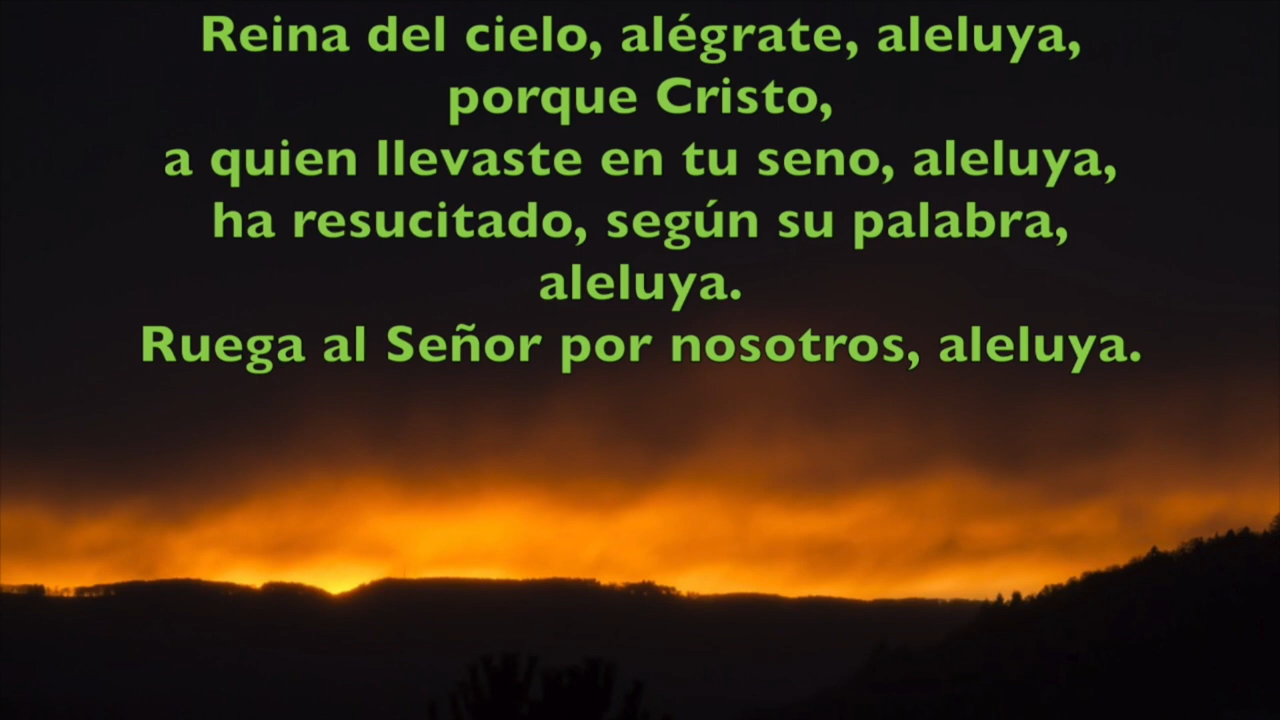 Reina del cielo, alégrate, aleluya,
porque Cristo,
a quien llevaste en tu seno, aleluya,
ha resucitado, según su palabra,
aleluya.
Ruega al Señor por nosotros, aleluya.